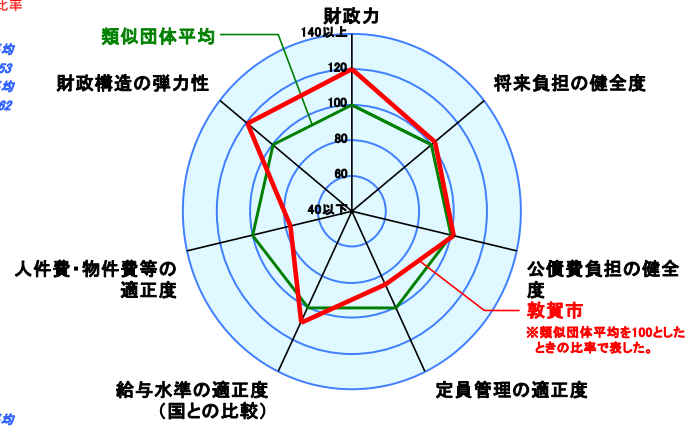 比率
財政力
140以上
類似団体平均
平均
53
120
財政構造の弾力性
将来負担の健全度
平均
62
100
80
60
40以下
人件費・物件費等の
適正度
公債費負担の健全
度
敦賀市
※類似団体平均を100とした
ときの比率で表した。
給与水準の適正度
（国との比較）
定員管理の適正度
平均